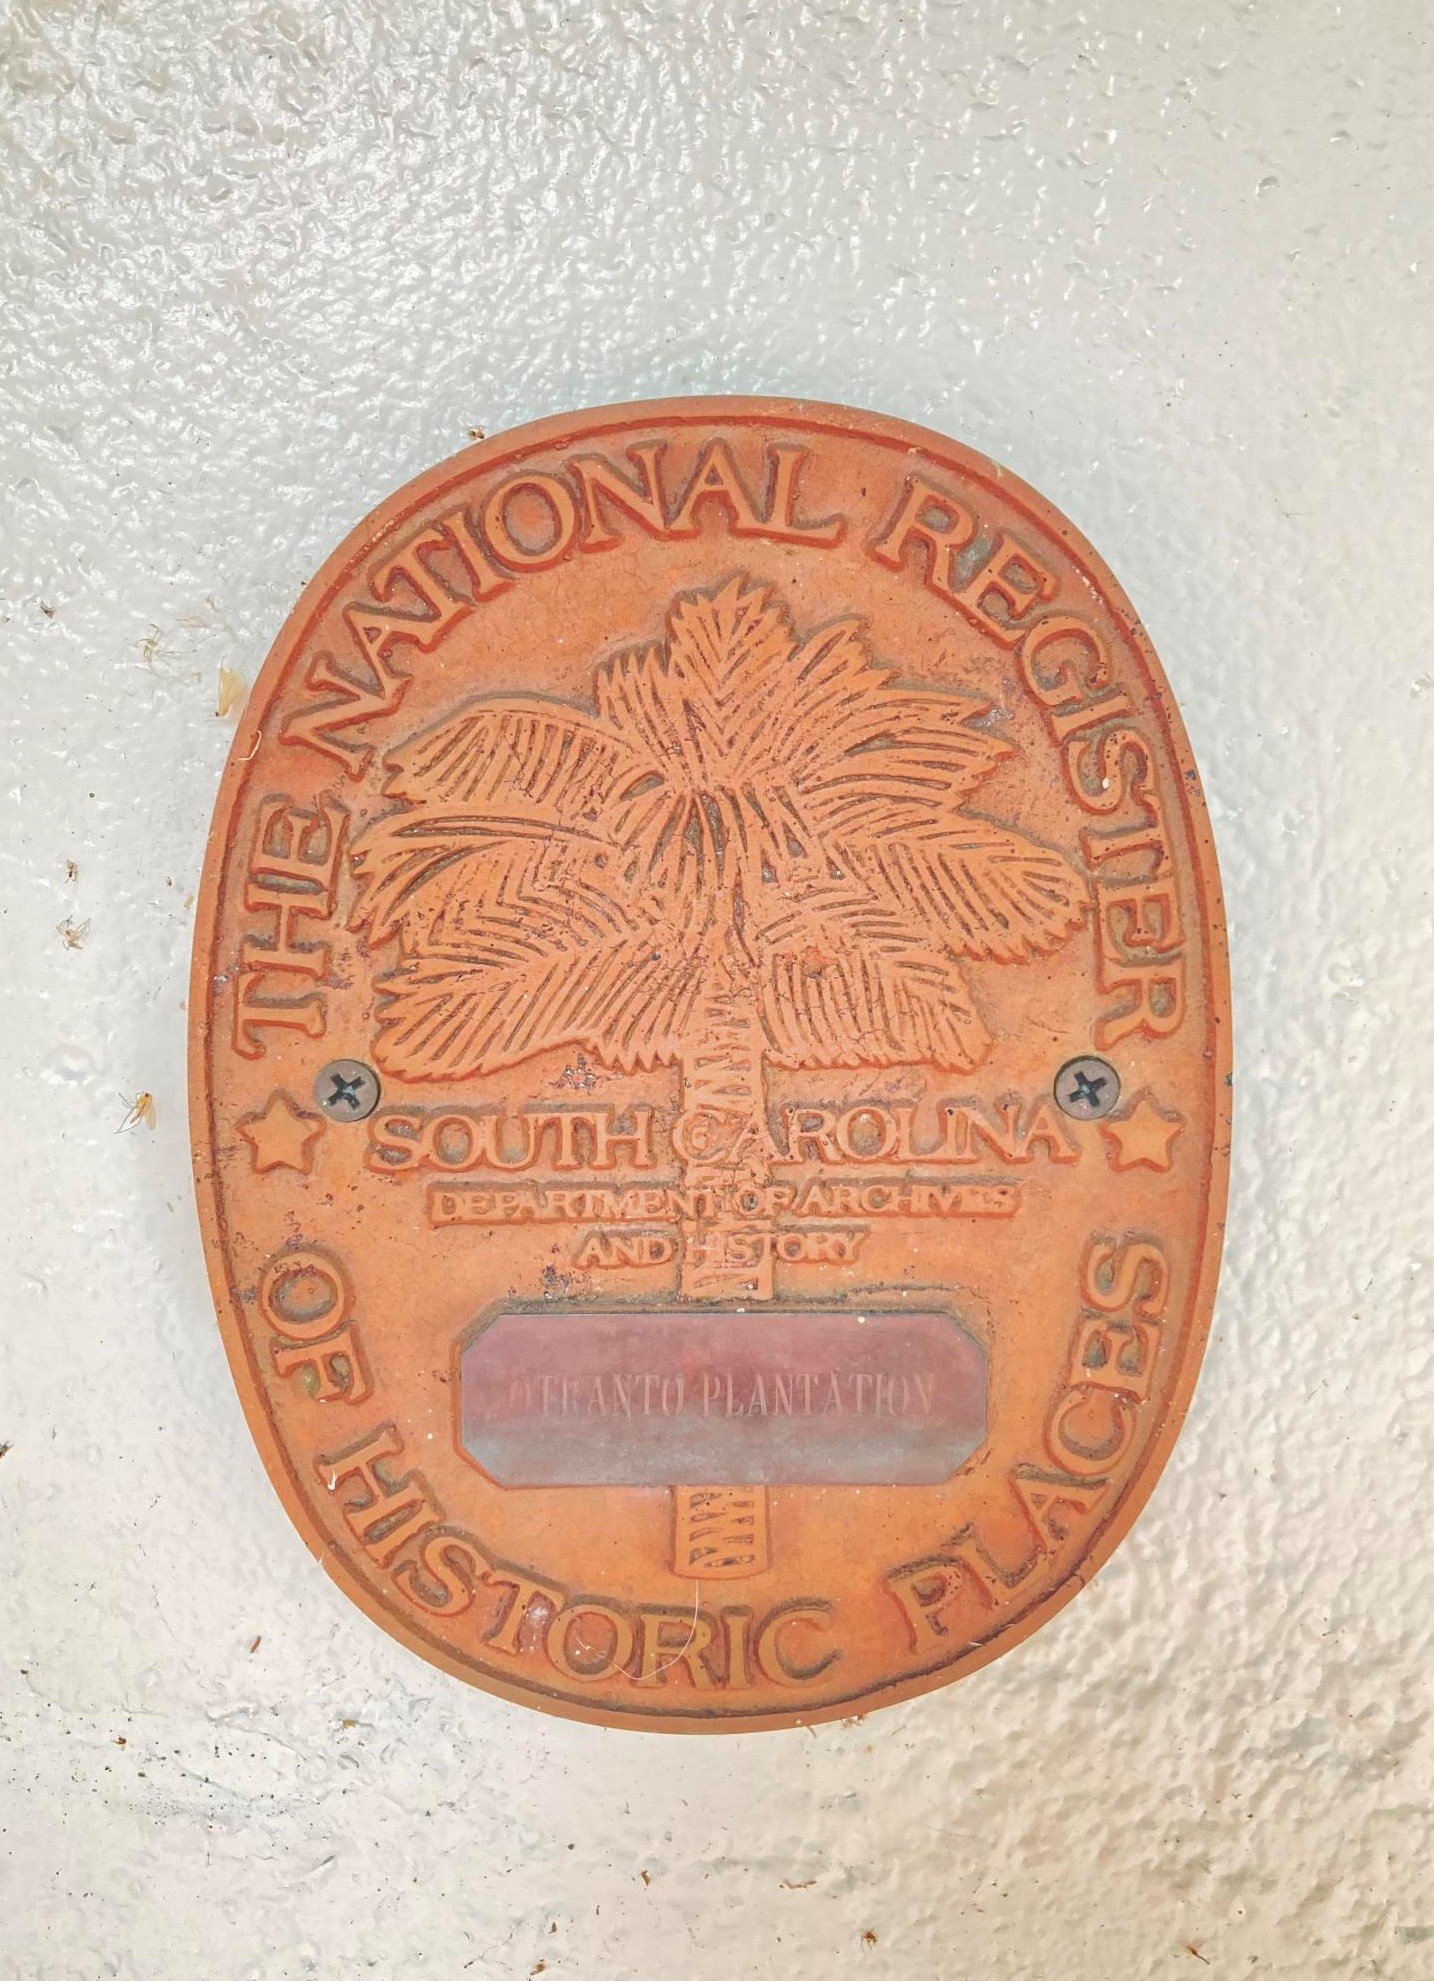 THE NATIONAL REGISTER
SOUTH CAROLINA
DEPARTMENT OF ARCHIVES
AND HISTORY
OTRANTO PLANTATION
OF HISTORIC PLACES